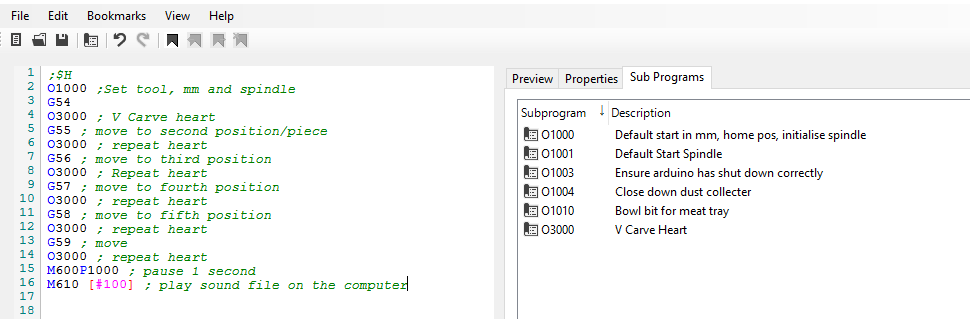 File Edit Bookmarks View Help
1 ;$H
2 O1000 ;Set tool, mm and spindle
3 G54
4 O3000 ; V Carve heart
5 G55 ; move to second position/piece
6 O3000 ; repeat heart
7 G56 ; move to third position
8 O3000 ; Repeat heart
9 G57 ; move to fourth position
10 O3000 ; repeat heart
11 G58 ; move to fifth position
12 O3000 ; repeat heart
13 G59 ; move
14 O3000 ; repeat heart
15 M600P1000 ; pause 1 second
16 M610 [#100] ; play sound file on the computer
17
18
Preview Properties Sub Programs
Subprogram ↓ Description
O1000 Default start in mm, home pos, initialise spindle
O1001 Default Start Spindle
O1003 Ensure arduino has shut down correctly
O1004 Close down dust collecter
O1010 Bowl bit for meat tray
O3000 V Carve Heart